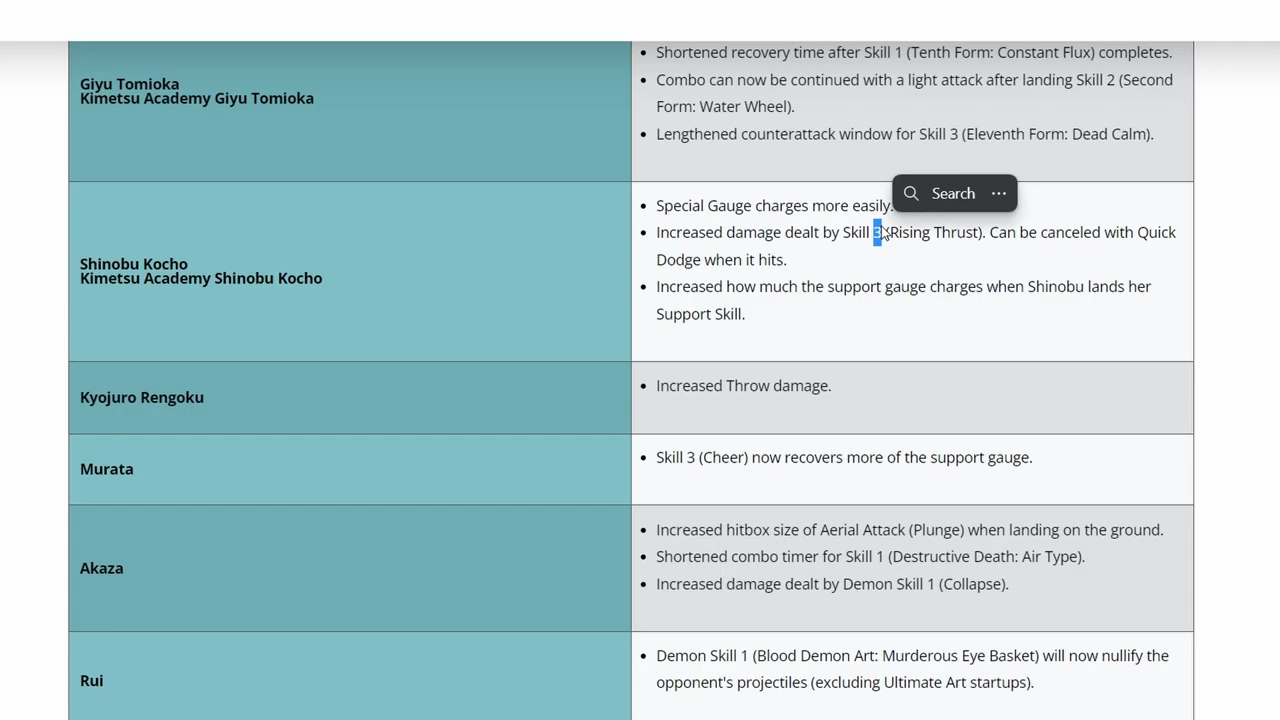 Shortened recovery time after Skill 1 (Tenth Form: Constant Flux) completes.
Giyu Tomioka
Kimetsu Academy Giyu Tomioka
Combo can now be continued with a light attack after landing Skill 2 (Second
Form: Water Wheel).
Lengthened counterattack window for Skill 3 (Eleventh Form: Dead Calm).
Search
Shinobu Kocho
Kimetsu Academy Shinobu Kocho
Special Gauge charges more easily.
Increased damage dealt by Skill 3 (Rising Thrust). Can be canceled with Quick
Dodge when it hits.
Increased how much the support gauge charges when Shinobu lands her
Support Skill.
Kyojuro Rengoku
Increased Throw damage.
Murata
Skill 3 (Cheer) now recovers more of the support gauge.
Akaza
Increased hitbox size of Aerial Attack (Plunge) when landing on the ground.
Shortened combo timer for Skill 1 (Destructive Death: Air Type).
Increased damage dealt by Demon Skill 1 (Collapse).
Rui
Demon Skill 1 (Blood Demon Art: Murderous Eye Basket) will now nullify the
opponent's projectiles (excluding Ultimate Art startups).